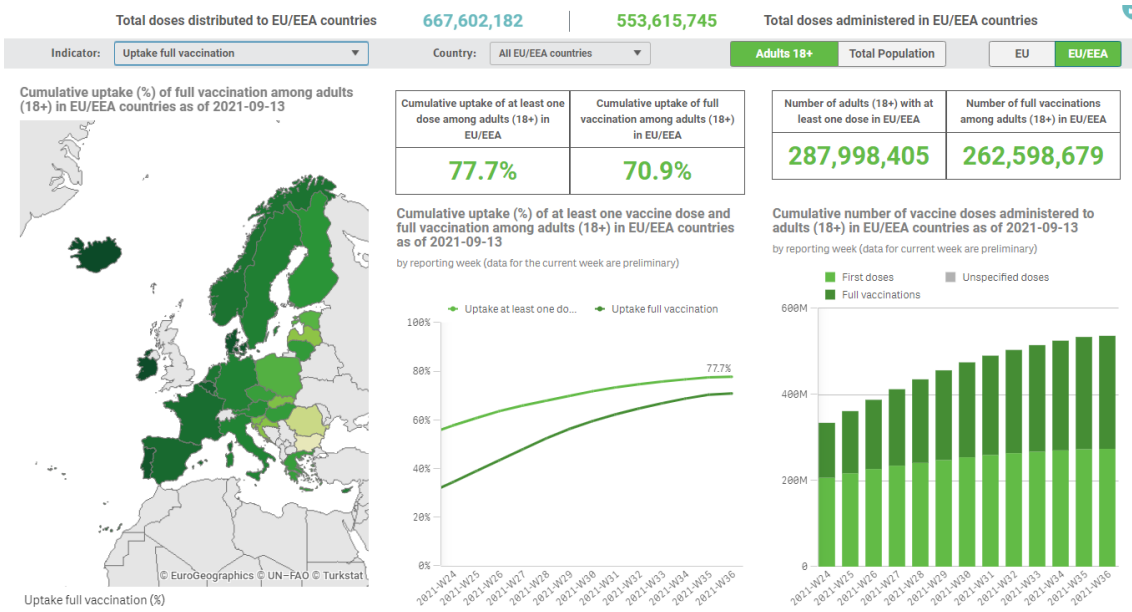 Total doses distributed to EU/EEA countries
667,602,182
553,615,745
Total doses administered in EU/EEA countries
Indicator:
Uptake full vaccination
Country:
All EU/EEA countries
Adults 18+
Total Population
EU
EU/EEA
Cumulative uptake (%) of full vaccination among adults
(18+) in EU/EEA countries as of 2021-09-13
© EuroGeographics © UN-FAO © Turkstat
Uptake full vaccination (%)
Cumulative uptake of at least one
dose among adults (18+) in
EU/EEA
77.7%
Cumulative uptake of full
vaccination among adults (18+)
in EU/EEA
70.9%
Number of adults (18+) with at
least one dose in EU/EEA
287,998,405
Number of full vaccinations
among adults (18+) in EU/EEA
262,598,679
Cumulative uptake (%) of at least one vaccine dose and
full vaccination among adults (18+) in EU/EEA countries
as of 2021-09-13
by reporting week (data for the current week are preliminary)
Uptake at least one do...
Uptake full vaccination
100%
80%
60%
40%
20%
0%
77.7%
2021-W24
2021-W25
2021-W26
2021-W27
2021-W28
2021-W29
2021-W30
2021-W31
2021-W32
2021-W33
2021-W34
2021-W35
2021-W36
Cumulative number of vaccine doses administered to
adults (18+) in EU/EEA countries as of 2021-09-13
by reporting week (data for current week are preliminary)
First doses
Unspecified doses
Full vaccinations
600M
400M
200M
0
2021-W24
2021-W25
2021-W26
2021-W27
2021-W28
2021-W29
2021-W30
2021-W31
2021-W32
2021-W33
2021-W34
2021-W35
2021-W36